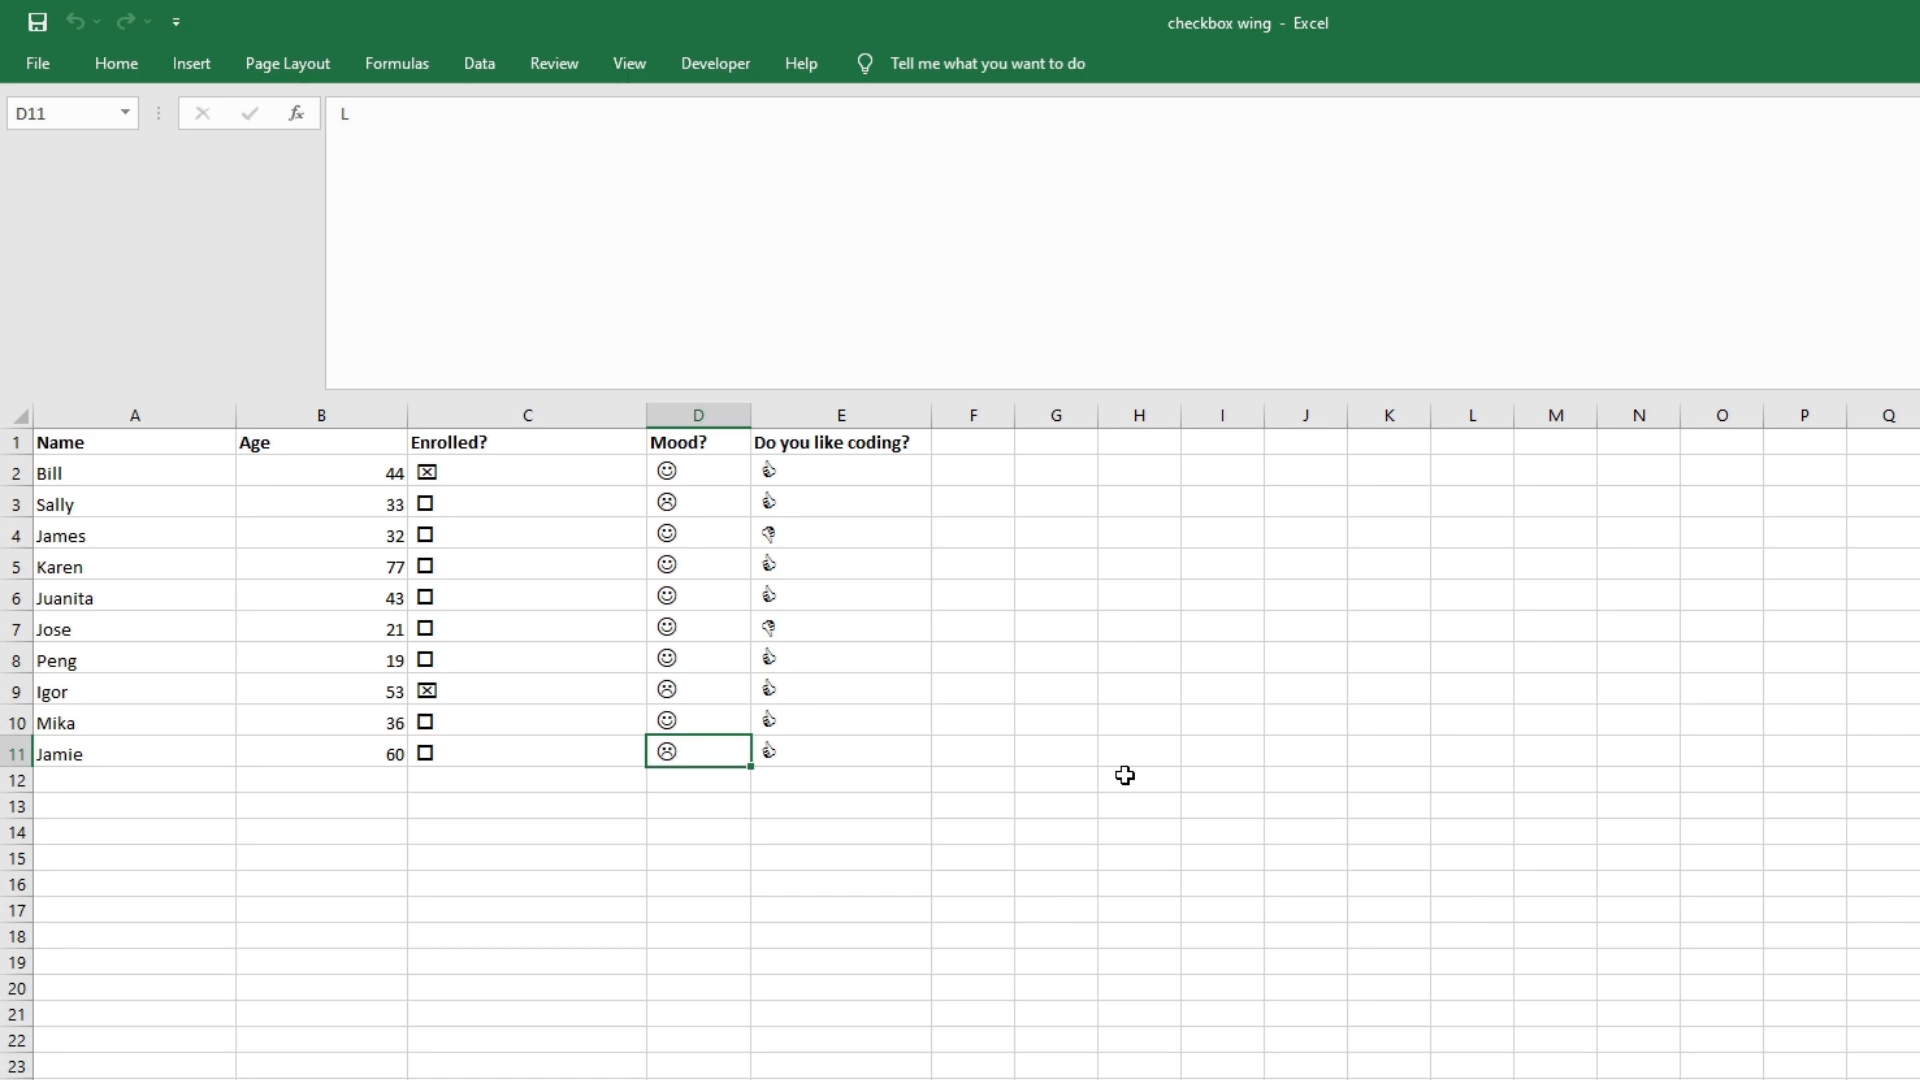 checkbox wing - Excel
File Home Insert Page Layout Formulas Data Review View Developer Help Tell me what you want to do
D11 fx L
A B C D E F G H I J K L M N O P Q
1 Name Age Enrolled? Mood? Do you like coding?
2 Bill 44 ☒ ☺ 👍
3 Sally 33 ☐ ☹ 👍
4 James 32 ☐ ☺ 👎
5 Karen 77 ☐ ☺ 👍
6 Juanita 43 ☐ ☺ 👍
7 Jose 21 ☐ ☺ 👎
8 Peng 19 ☐ ☺ 👍
9 Igor 53 ☒ ☹ 👍
10 Mika 36 ☐ ☺ 👍
11 Jamie 60 ☐ ☹ 👍
12
13
14
15
16
17
18
19
20
21
22
23